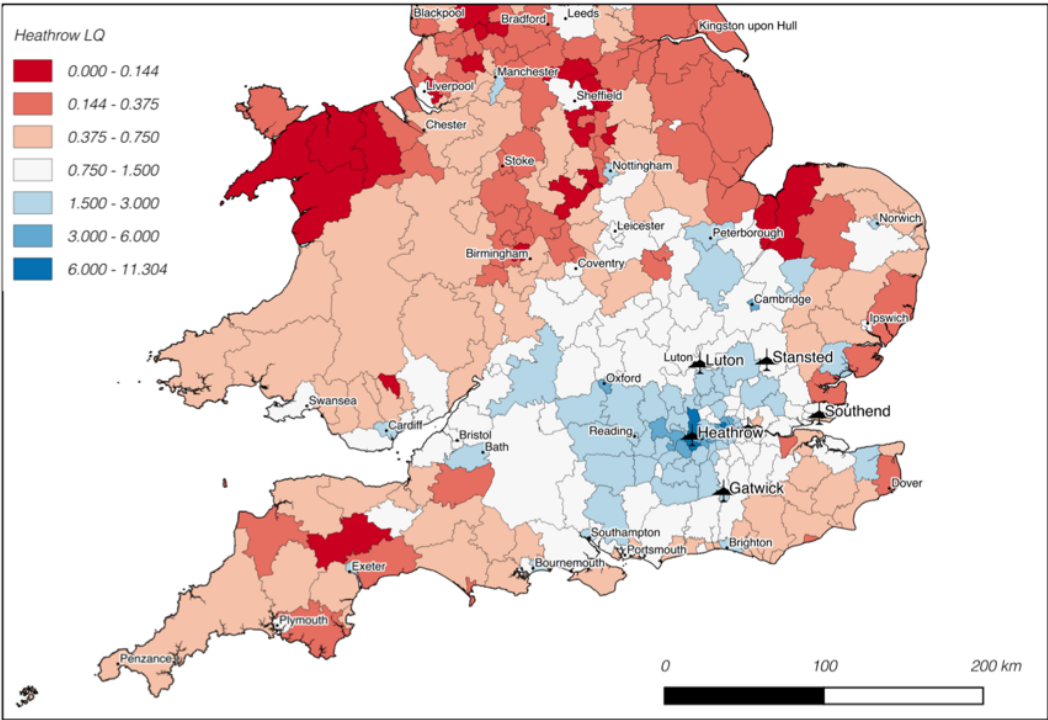 Blackpool
Bradford
Leeds
Kingston upon Hull
Heathrow LQ
0.000 - 0.144
0.144 - 0.375
0.375 - 0.750
0.750 - 1.500
1.500 - 3.000
3.000 - 6.000
6.000 - 11.304
Manchester
Liverpool
Sheffield
Chester
Stoke
Nottingham
Norwich
Leicester
Peterborough
Birmingham
Coventry
Cambridge
Ipswich
Luton
Luton
Stansted
Oxford
Swansea
Southend
Cardiff
Bristol
Reading
Heathrow
Bath
Dover
Gatwick
Southampton
Brighton
Portsmouth
Bournemouth
Exeter
Plymouth
Penzance
0 100 200 km